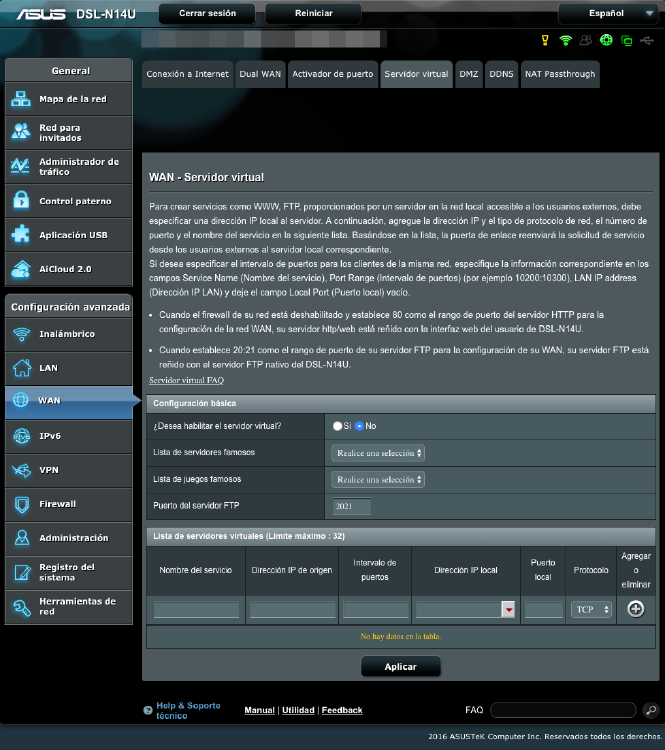 ASUS DSL-N14U
Cerrar sesión
Reiniciar
Español
General
Mapa de la red
Red para
invitados
Administrador de
tráfico
Control paterno
Aplicación USB
AiCloud 2.0
Configuración avanzada
Inalámbrico
LAN
WAN
IPv6
VPN
Firewall
Administración
Registro del
sistema
Herramientas de
red
Conexión a Internet
Dual WAN
Activador de puerto
Servidor virtual
DMZ
DDNS
NAT Passthrough
WAN - Servidor virtual
Para crear servicios como WWW, FTP, proporcionados por un servidor en la red local accesible a los usuarios externos, debe
especificar una dirección IP local al servidor. A continuación, agregue la dirección IP y el tipo de protocolo de red, el número de
puerto y el nombre del servicio en la siguiente lista. Basándose en la lista, la puerta de enlace reenviará la solicitud de servicio
desde los usuarios externos al servidor local correspondiente.
Si desea especificar el intervalo de puertos para los clientes de la misma red, especifique la información correspondiente en los
campos Service Name (Nombre del servicio), Port Range (Intervalo de puertos) (por ejemplo 10200:10300), LAN IP address
(Dirección IP LAN) y deje el campo Local Port (Puerto local) vacío.
• Cuando el firewall de su red está deshabilitado y establece 80 como el rango de puerto del servidor HTTP para la
configuración de la red WAN, su servidor http/web está reñido con la interfaz web del usuario de DSL-N14U.
• Cuando establece 20:21 como el rango de puerto de su servidor FTP para la configuración de su WAN, su servidor FTP está
reñido con el servidor FTP nativo del DSL-N14U.
Servidor virtual FAQ
Configuración básica
¿Desea habilitar el servidor virtual? Sí No
Lista de servidores famosos Realice una selección
Lista de juegos famosos Realice una selección
Puerto del servidor FTP 2021
Lista de servidores virtuales (Límite máximo : 32)
Nombre del servicio
Dirección IP de origen
Intervalo de
puertos
Dirección IP local
Puerto
local
Protocolo
Agregar
o
eliminar
TCP
No hay datos en la tabla.
Aplicar
Help & Soporte
técnico
Manual | Utilidad | Feedback
FAQ
2016 ASUSTeK Computer Inc. Reservados todos los derechos.